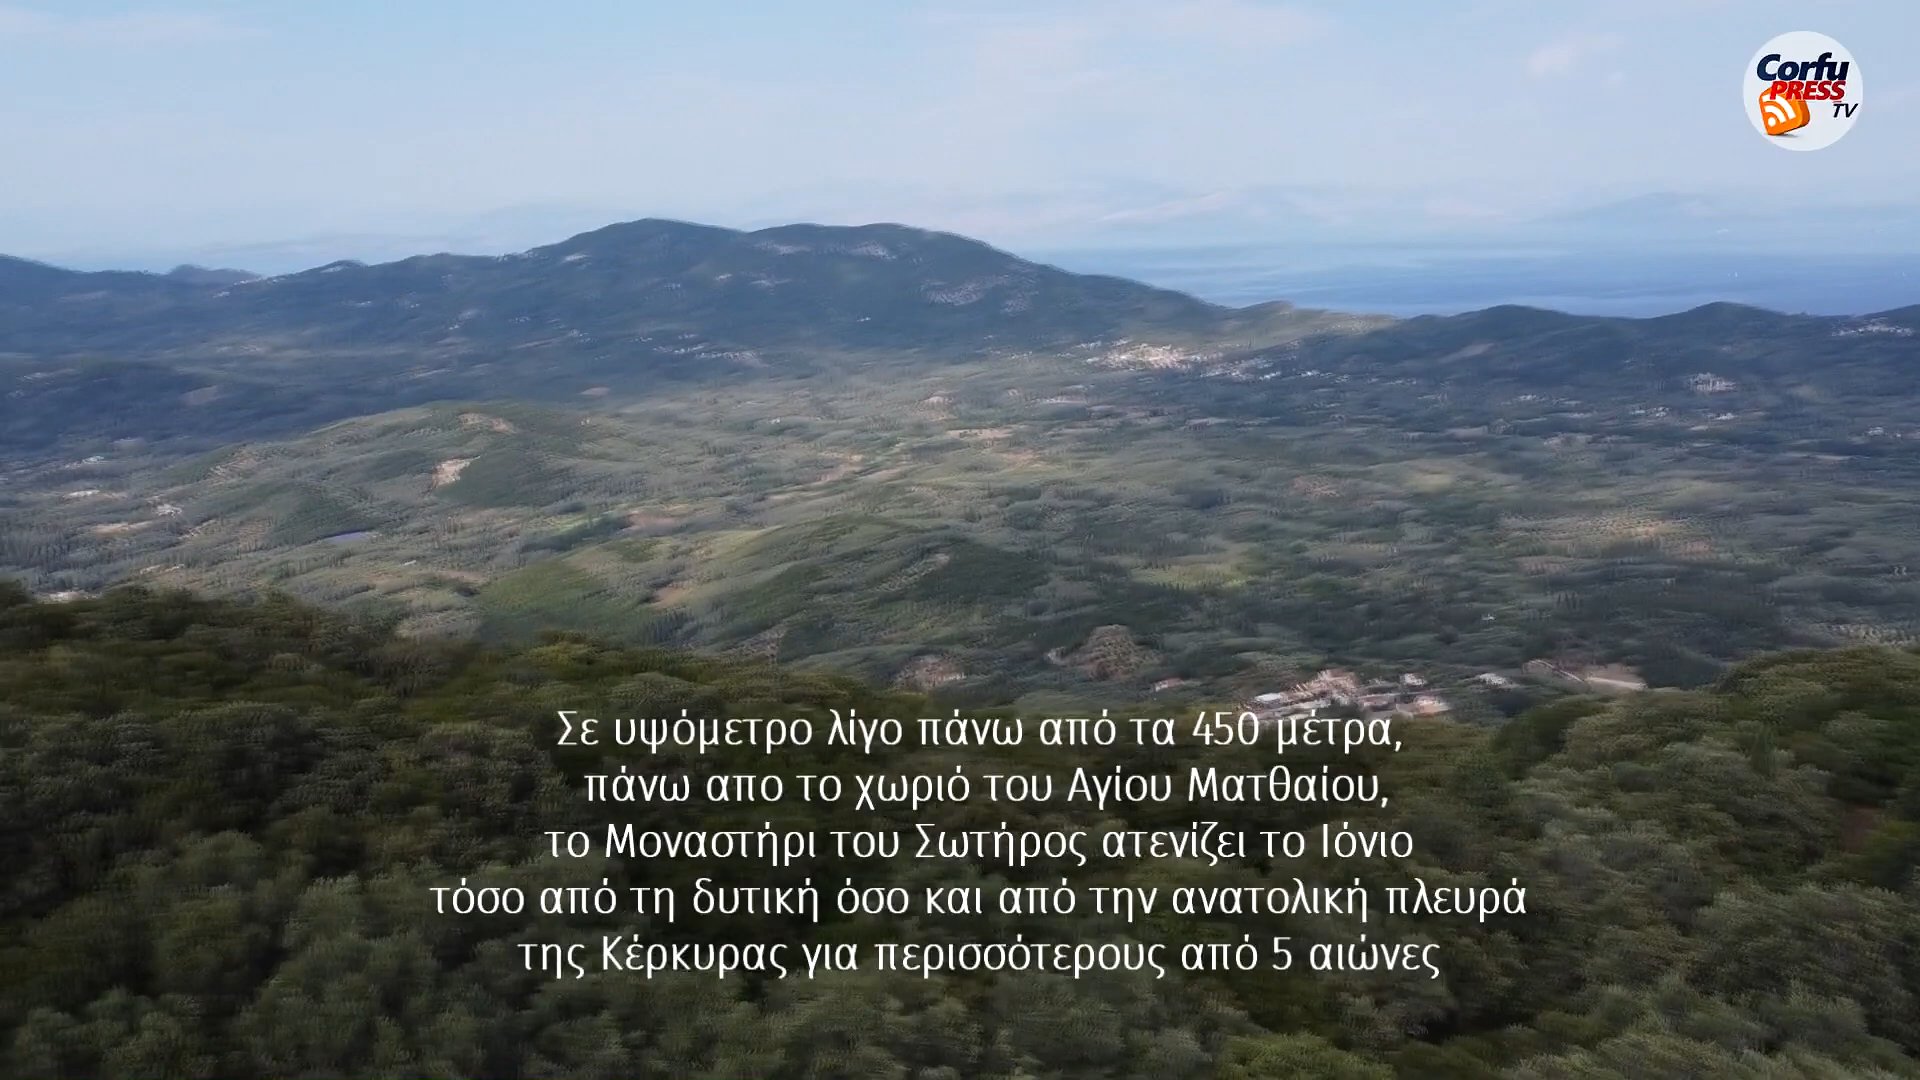 Corfu
PRESS
TV
Σε υψόμετρο λίγο πάνω από τα 450 μέτρα,
πάνω απο το χωριό του Αγίου Ματθαίου,
το Μοναστήρι του Σωτήρος ατενίζει το Ιόνιο
τόσο από τη δυτική όσο και από την ανατολική πλευρά
της Κέρκυρας για περισσότερους από 5 αιώνες